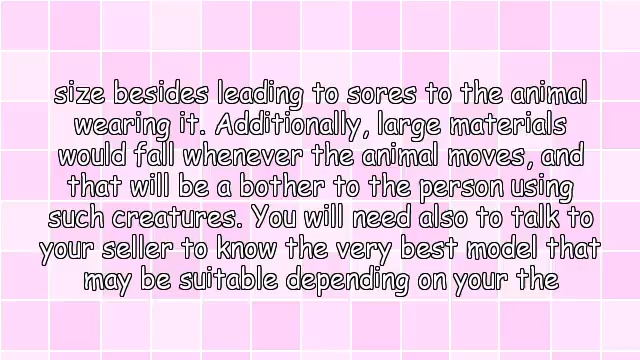 size besides leading to sores to the animal
wearing it. Additionally, large materials
would fall whenever the animal moves, and
that will be a bother to the person using
such creatures. You will need also to talk to
your seller to know the very best model that
may be suitable depending on your the